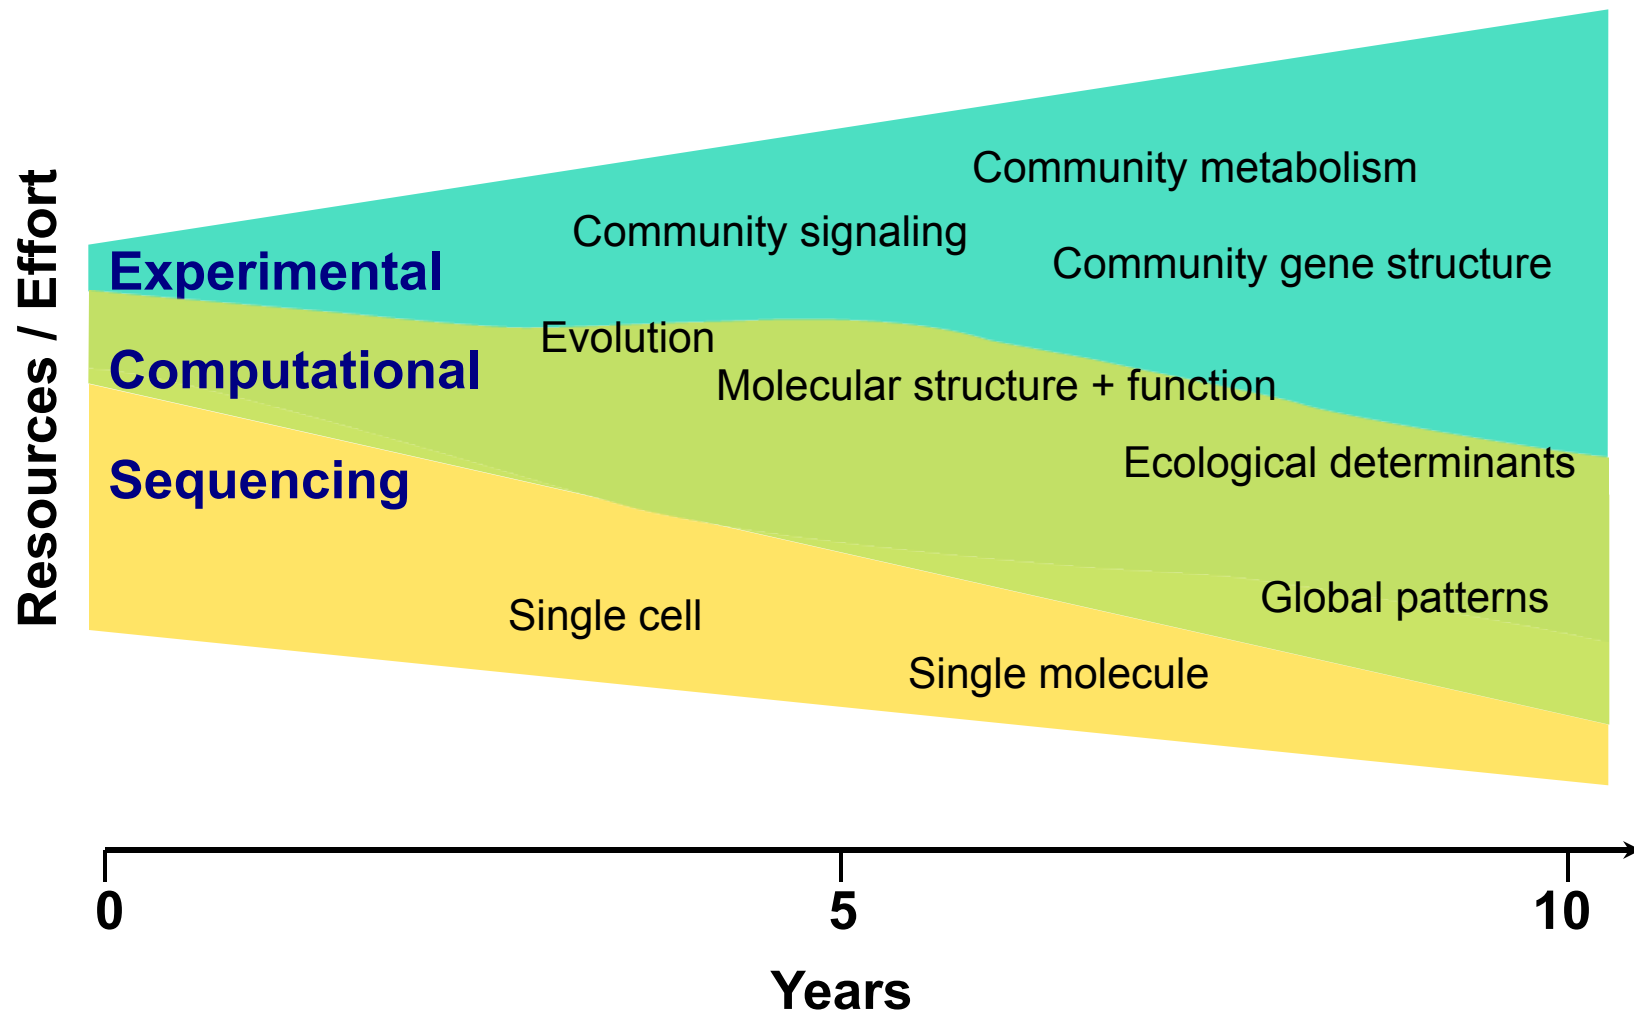 Resources / Effort
Community metabolism
Community signaling
Community gene structure
Experimental
Evolution
Computational
Molecular structure + function
Ecological determinants
Sequencing
Global patterns
Single cell
Single molecule
0
5
10
Years